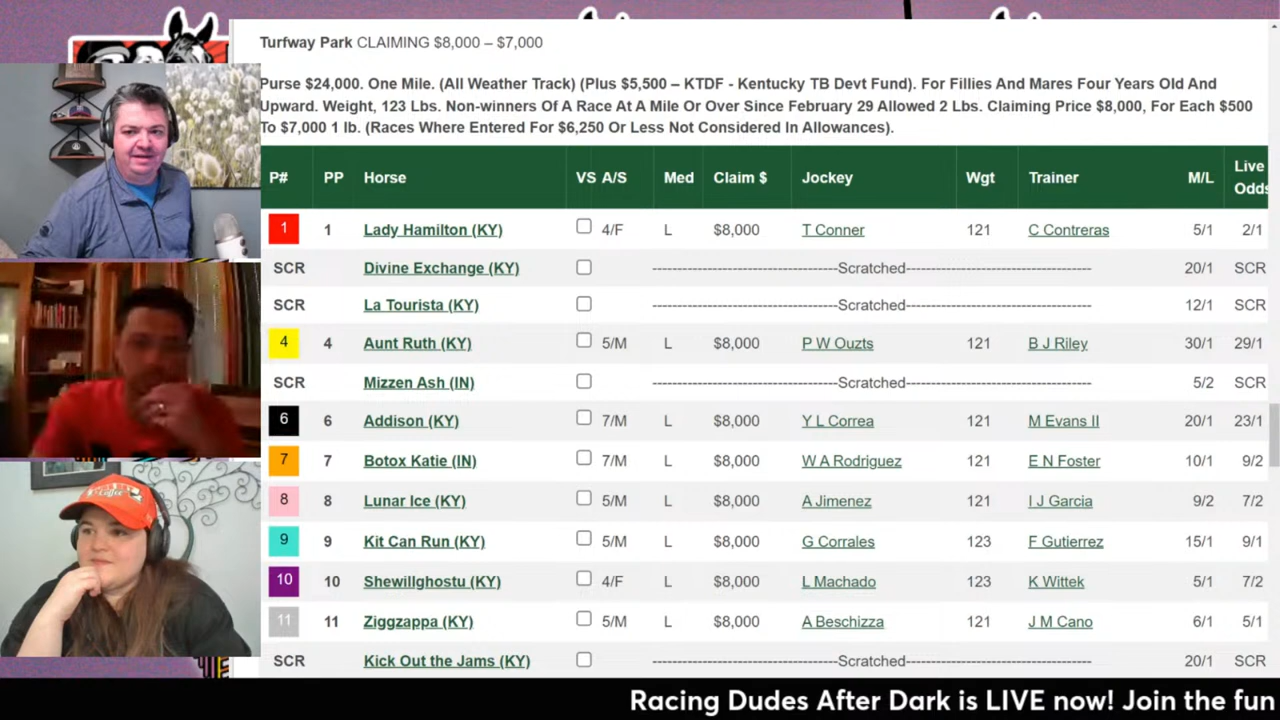 Turfway Park CLAIMING $8,000 – $7,000
Purse $24,000. One Mile. (All Weather Track) (Plus $5,500 – KTDF - Kentucky TB Devt Fund). For Fillies And Mares Four Years Old And
Upward. Weight, 123 Lbs. Non-winners Of A Race At A Mile Or Over Since February 29 Allowed 2 Lbs. Claiming Price $8,000, For Each $500
To $7,000 1 lb. (Races Where Entered For $6,250 Or Less Not Considered In Allowances).
P# PP Horse VS A/S Med Claim $ Jockey Wgt Trainer M/L Live Odds
1 1 Lady Hamilton (KY) 4/F L $8,000 T Conner 121 C Contreras 5/1 2/1
SCR Divine Exchange (KY) -----Scratched----- 20/1 SCR
SCR La Tourista (KY) -----Scratched----- 12/1 SCR
4 4 Aunt Ruth (KY) 5/M L $8,000 P W Ouzts 121 B J Riley 30/1 29/1
SCR Mizzen Ash (IN) -----Scratched----- 5/2 SCR
6 6 Addison (KY) 7/M L $8,000 Y L Correa 121 M Evans II 20/1 23/1
7 7 Botox Katie (IN) 7/M L $8,000 W A Rodriguez 121 E N Foster 10/1 9/2
8 8 Lunar Ice (KY) 5/M L $8,000 A Jimenez 121 I J Garcia 9/2 7/2
9 9 Kit Can Run (KY) 5/M L $8,000 G Corrales 123 F Gutierrez 15/1 9/1
10 10 Shewillghostu (KY) 4/F L $8,000 L Machado 123 K Wittek 5/1 7/2
11 11 Ziggzappa (KY) 5/M L $8,000 A Beschizza 121 J M Cano 6/1 5/1
SCR Kick Out the Jams (KY) -----Scratched----- 20/1 SCR
Racing Dudes After Dark is LIVE now! Join the fun